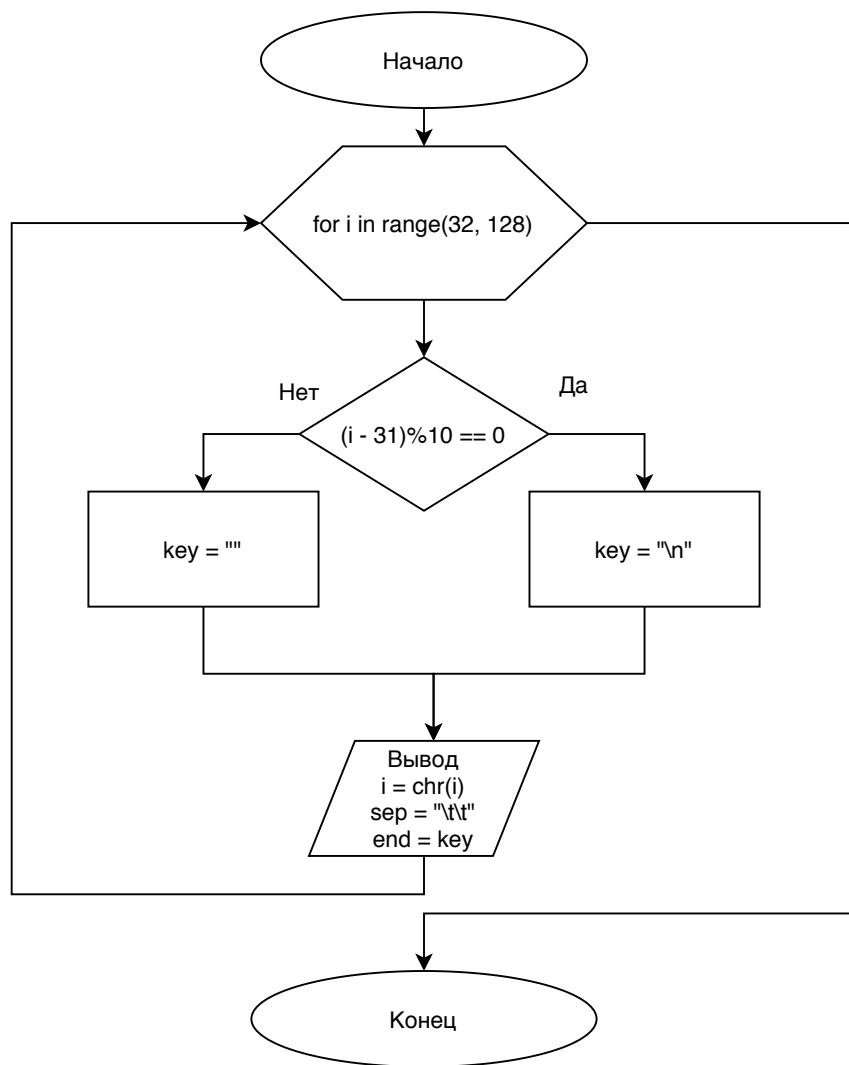 Начало
for i in range(32, 128)
Нет
Да
(i - 31)%10 == 0
key = ""
key = "\n"
Вывод
i = chr(i)
sep = "\t\t"
end = key
Конец